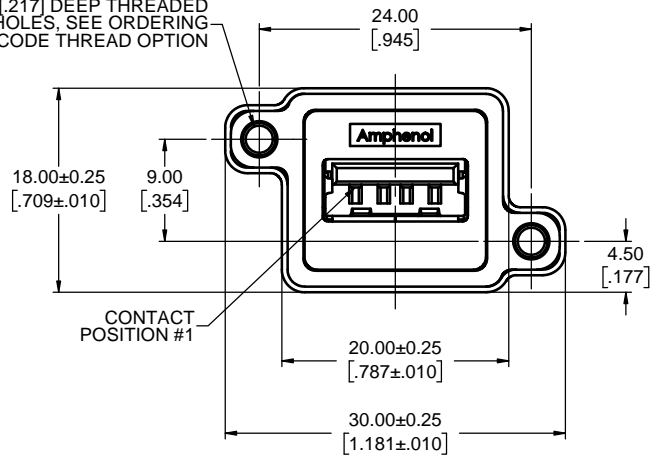 [.217] DEEP THREADED
HOLES, SEE ORDERING
CODE THREAD OPTION
24.00
[.945]
Amphenol
18.00±0.25
[.709±.010]
9.00
[.354]
4.50
[.177]
CONTACT
POSITION #1
20.00±0.25
[.787±.010]
30.00±0.25
[1.181±.010]